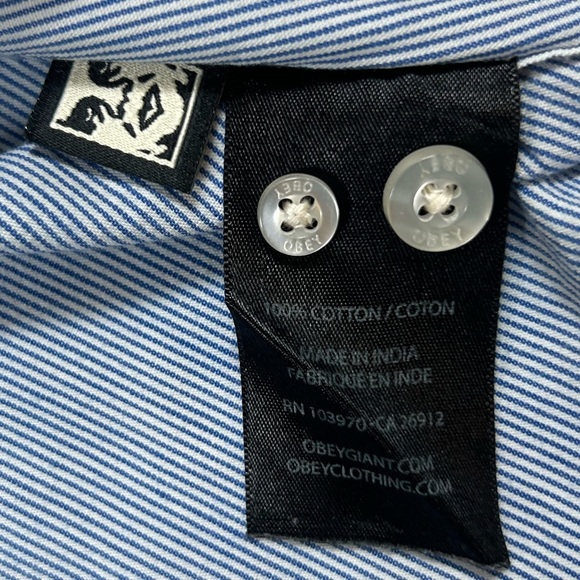 OBEY OBEY
OBEY OBEY
100% COTTON / COTON
MADE IN INDIA
FABRIQUÉ EN INDE
RN 103970 - CA 26912
OBEYGIANT.COM
OBEYCLOTHING.COM